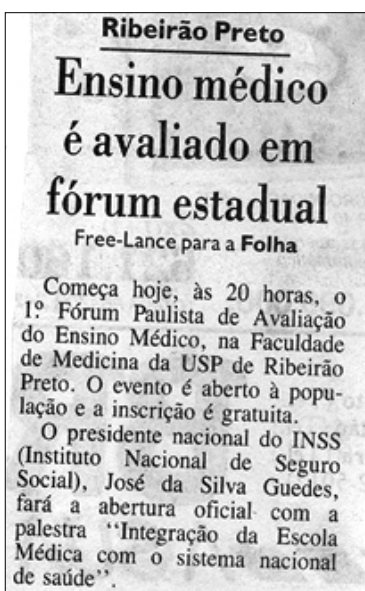 Ribeirão Preto
Ensino médico
é avaliado em
fórum estadual
Free-Lance para a Folha
Começa hoje, às 20 horas, o
1º Fórum Paulista de Avaliação
do Ensino Médico, na Faculdade
de Medicina da USP de Ribeirão
Preto. O evento é aberto à popu-
lação e a inscrição é gratuita.
O presidente nacional do INSS
(Instituto Nacional de Seguro
Social), José da Silva Guedes,
fará a abertura oficial com a
palestra "Integração da Escola
Médica com o sistema nacional
de saúde".